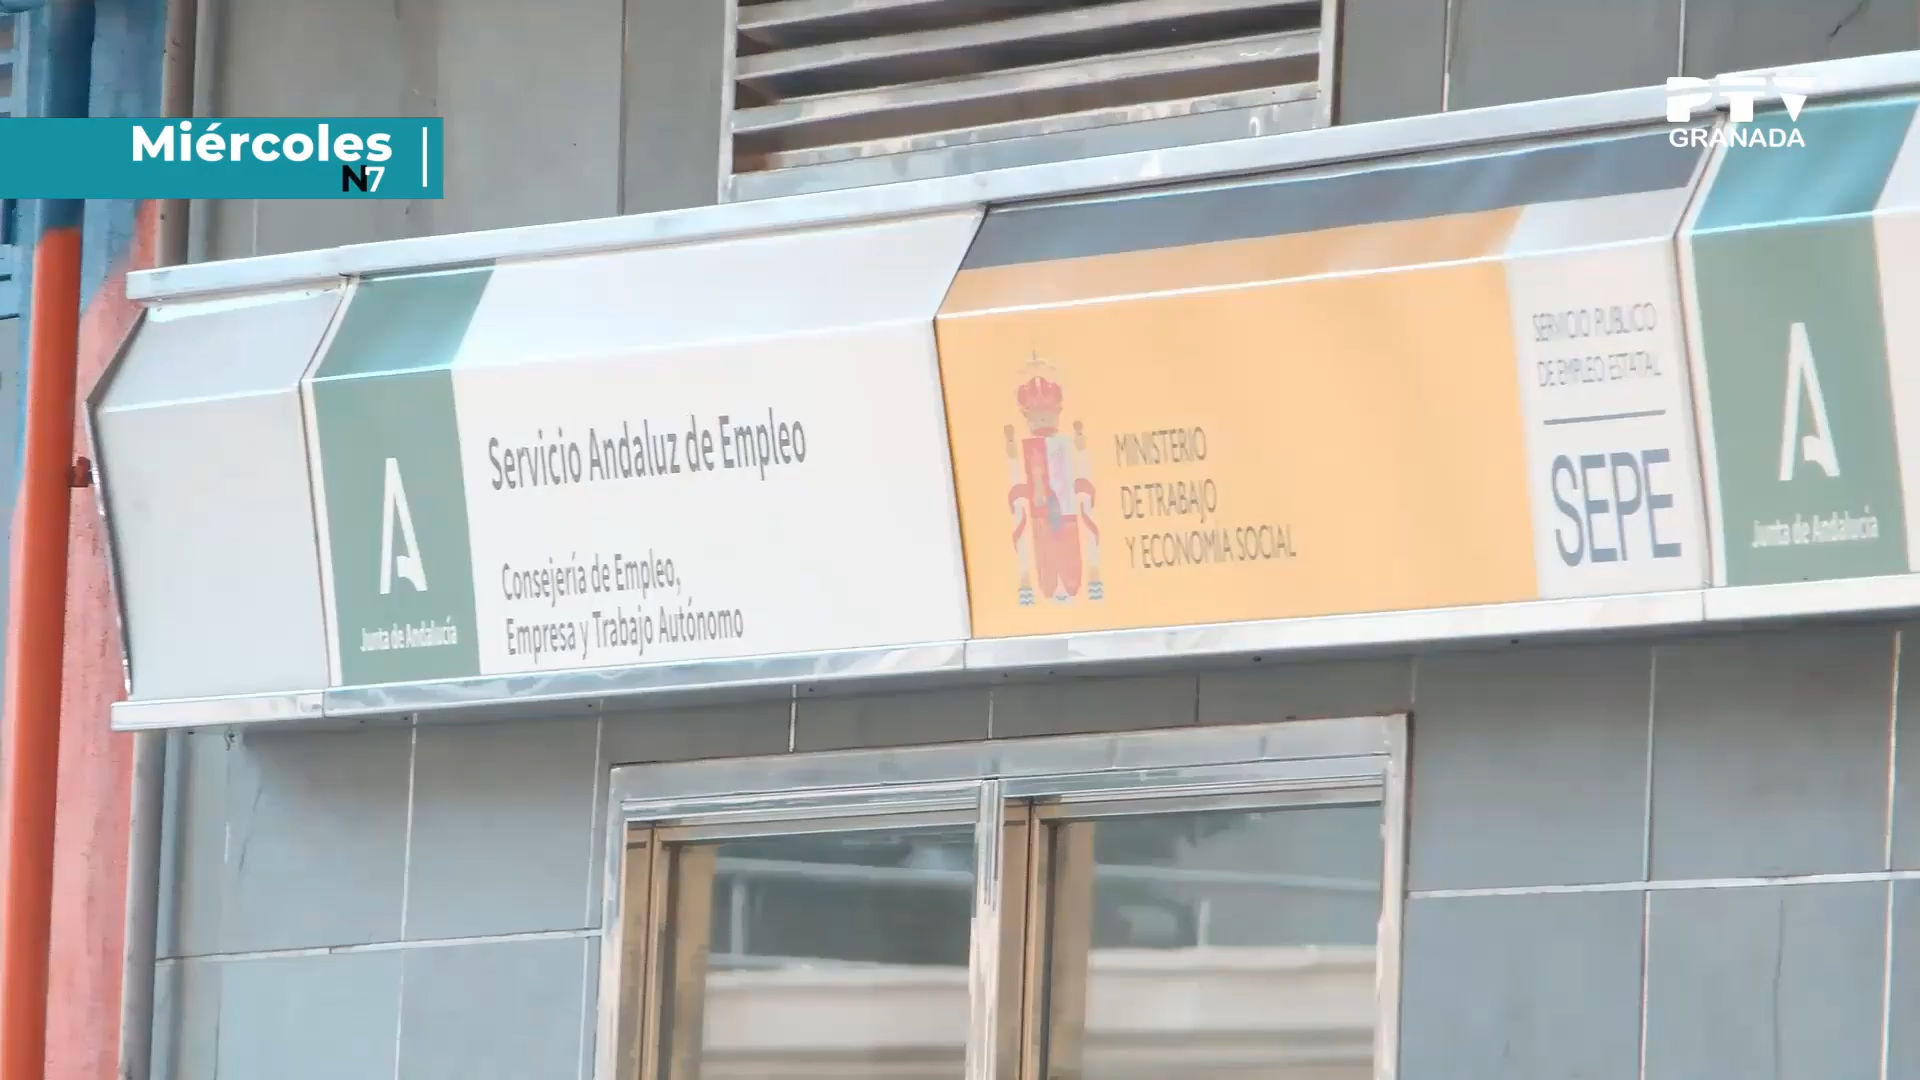 Miércoles
N7
PTV
GRANADA
Servicio Andaluz de Empleo
Consejería de Empleo,
Empresa y Trabajo Autónomo
Junta de Andalucía
MINISTERIO
DE TRABAJO
Y ECONOMÍA SOCIAL
SERVICIO PÚBLICO
DE EMPLEO ESTATAL
SEPE
Junta de Andalucía